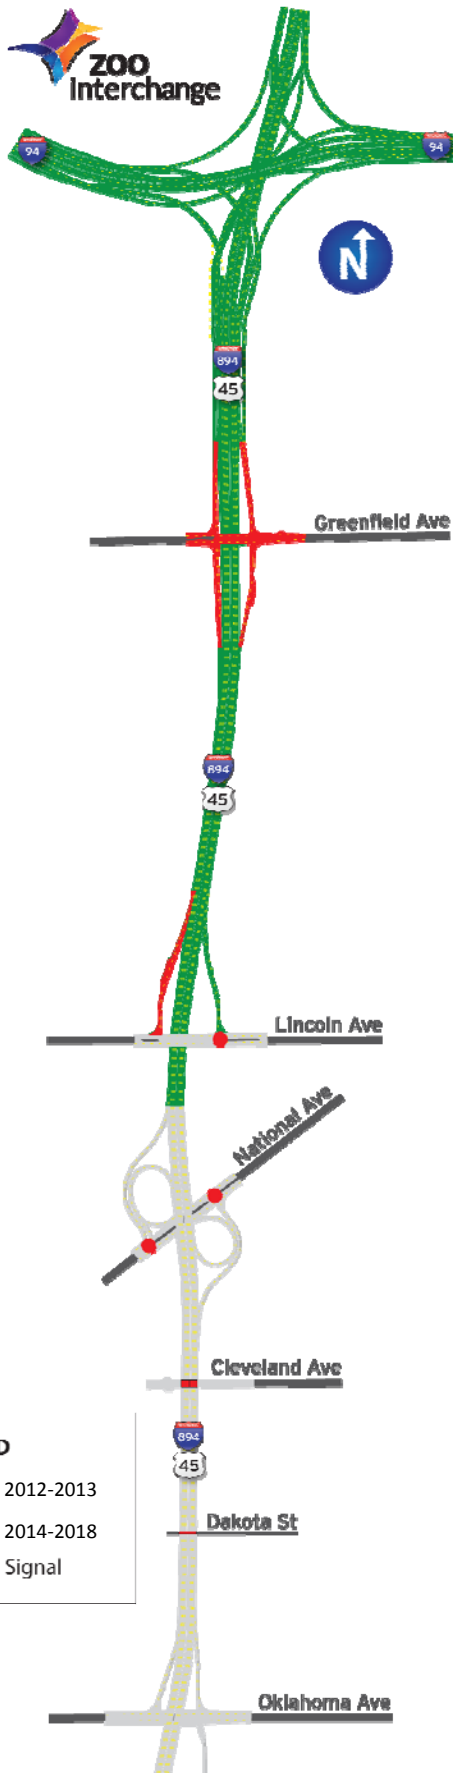 ZOO
Interchange
94
94
N
894
45
Greenfield Ave
894
45
Lincoln Ave
National Ave
Cleveland Ave
894
45
2012-2013
2014-2018
Signal
Dakota St
Oklahoma Ave